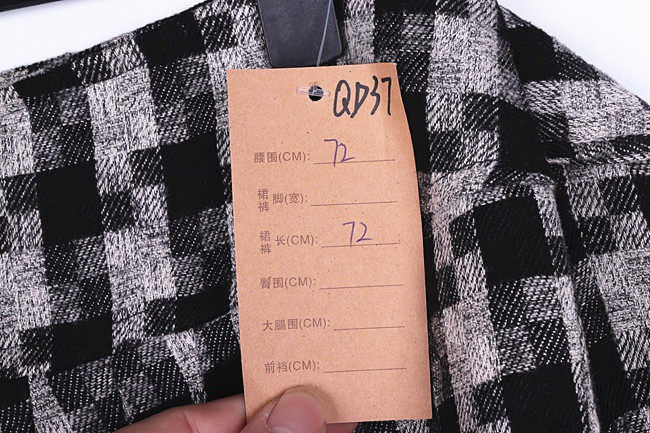 QD37
腰围(CM): 72
裙裤 脚(宽):
裙裤 长(CM): 72
臀围(CM):
大腿围(CM):
前裆(CM):